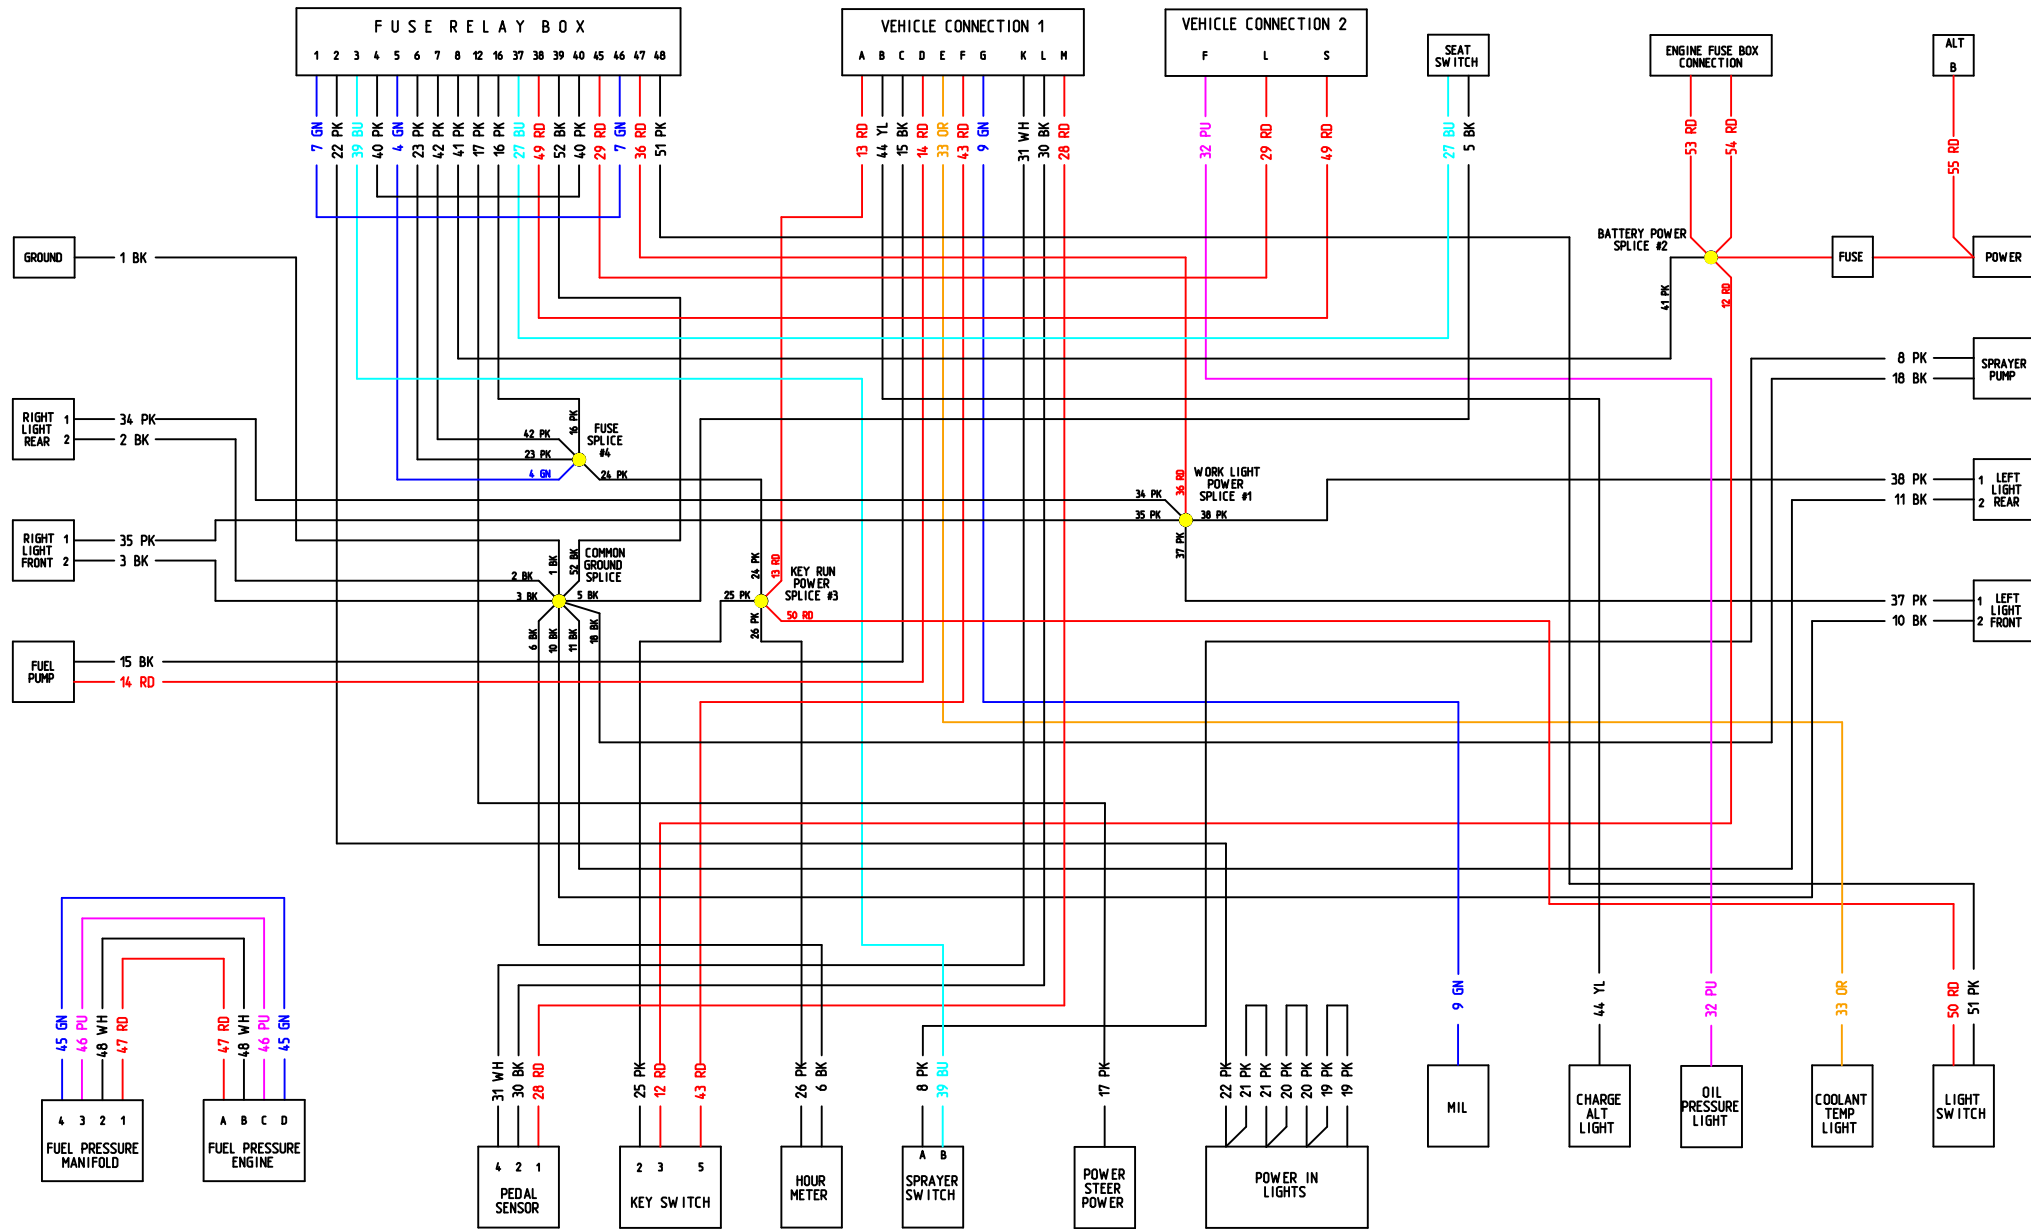 FUSE RELAY BOX
1 2 3 4 5 6 7 8 12 16 37 38 39 40 45 46 47 48
7 GN
22 PK
39 BU
40 PK
4 GN
23 PK
42 PK
41 PK
17 PK
16 PK
27 BU
49 RD
52 BK
40 PK
29 RD
7 GN
36 RD
51 PK
VEHICLE CONNECTION 1
A B C D E F G K L M
13 RD
44 YL
15 BK
14 RD
33 OR
43 RD
9 GN
31 WH
30 BK
28 RD
VEHICLE CONNECTION 2
F L S
32 PU
29 RD
49 RD
SEAT
SWITCH
27 BU
5 BK
ENGINE FUSE BOX
CONNECTION
53 RD
54 RD
ALT
B
55 RD
BATTERY POWER
SPLICE #2
41 PK
12 RD
FUSE
POWER
GROUND
1 BK
SPRAYER
PUMP
8 PK
18 BK
RIGHT 1
LIGHT
REAR 2
34 PK
2 BK
16 PK
FUSE
SPLICE
#4
42 PK
23 PK
4 GN
24 PK
WORK LIGHT
POWER
SPLICE #1
36 RD
34 PK
35 PK
38 PK
37 PK
38 PK
11 BK
1 LEFT
LIGHT
2 REAR
RIGHT 1
LIGHT
FRONT 2
35 PK
3 BK
COMMON
GROUND
SPLICE
1 BK
52 BK
2 BK
3 BK
5 BK
6 BK
10 BK
11 BK
18 BK
KEY RUN
POWER
SPLICE #3
24 PK
13 RD
25 PK
50 RD
26 PK
37 PK
10 BK
1 LEFT
LIGHT
2 FRONT
FUEL
PUMP
15 BK
14 RD
45 GN
46 PU
48 WH
47 RD
4 3 2 1
FUEL PRESSURE
MANIFOLD
47 RD
48 WH
46 PU
45 GN
A B C D
FUEL PRESSURE
ENGINE
31 WH
30 BK
28 RD
4 2 1
PEDAL
SENSOR
25 PK
12 RD
43 RD
2 3 5
KEY SWITCH
26 PK
6 BK
HOUR
METER
8 PK
39 BU
A B
SPRAYER
SWITCH
17 PK
POWER
STEER
POWER
22 PK
21 PK
21 PK
20 PK
20 PK
19 PK
19 PK
POWER IN
LIGHTS
9 GN
MIL
44 YL
CHARGE
ALT
LIGHT
32 PU
OIL
PRESSURE
LIGHT
33 OR
COOLANT
TEMP
LIGHT
50 RD
51 PK
LIGHT
SWITCH